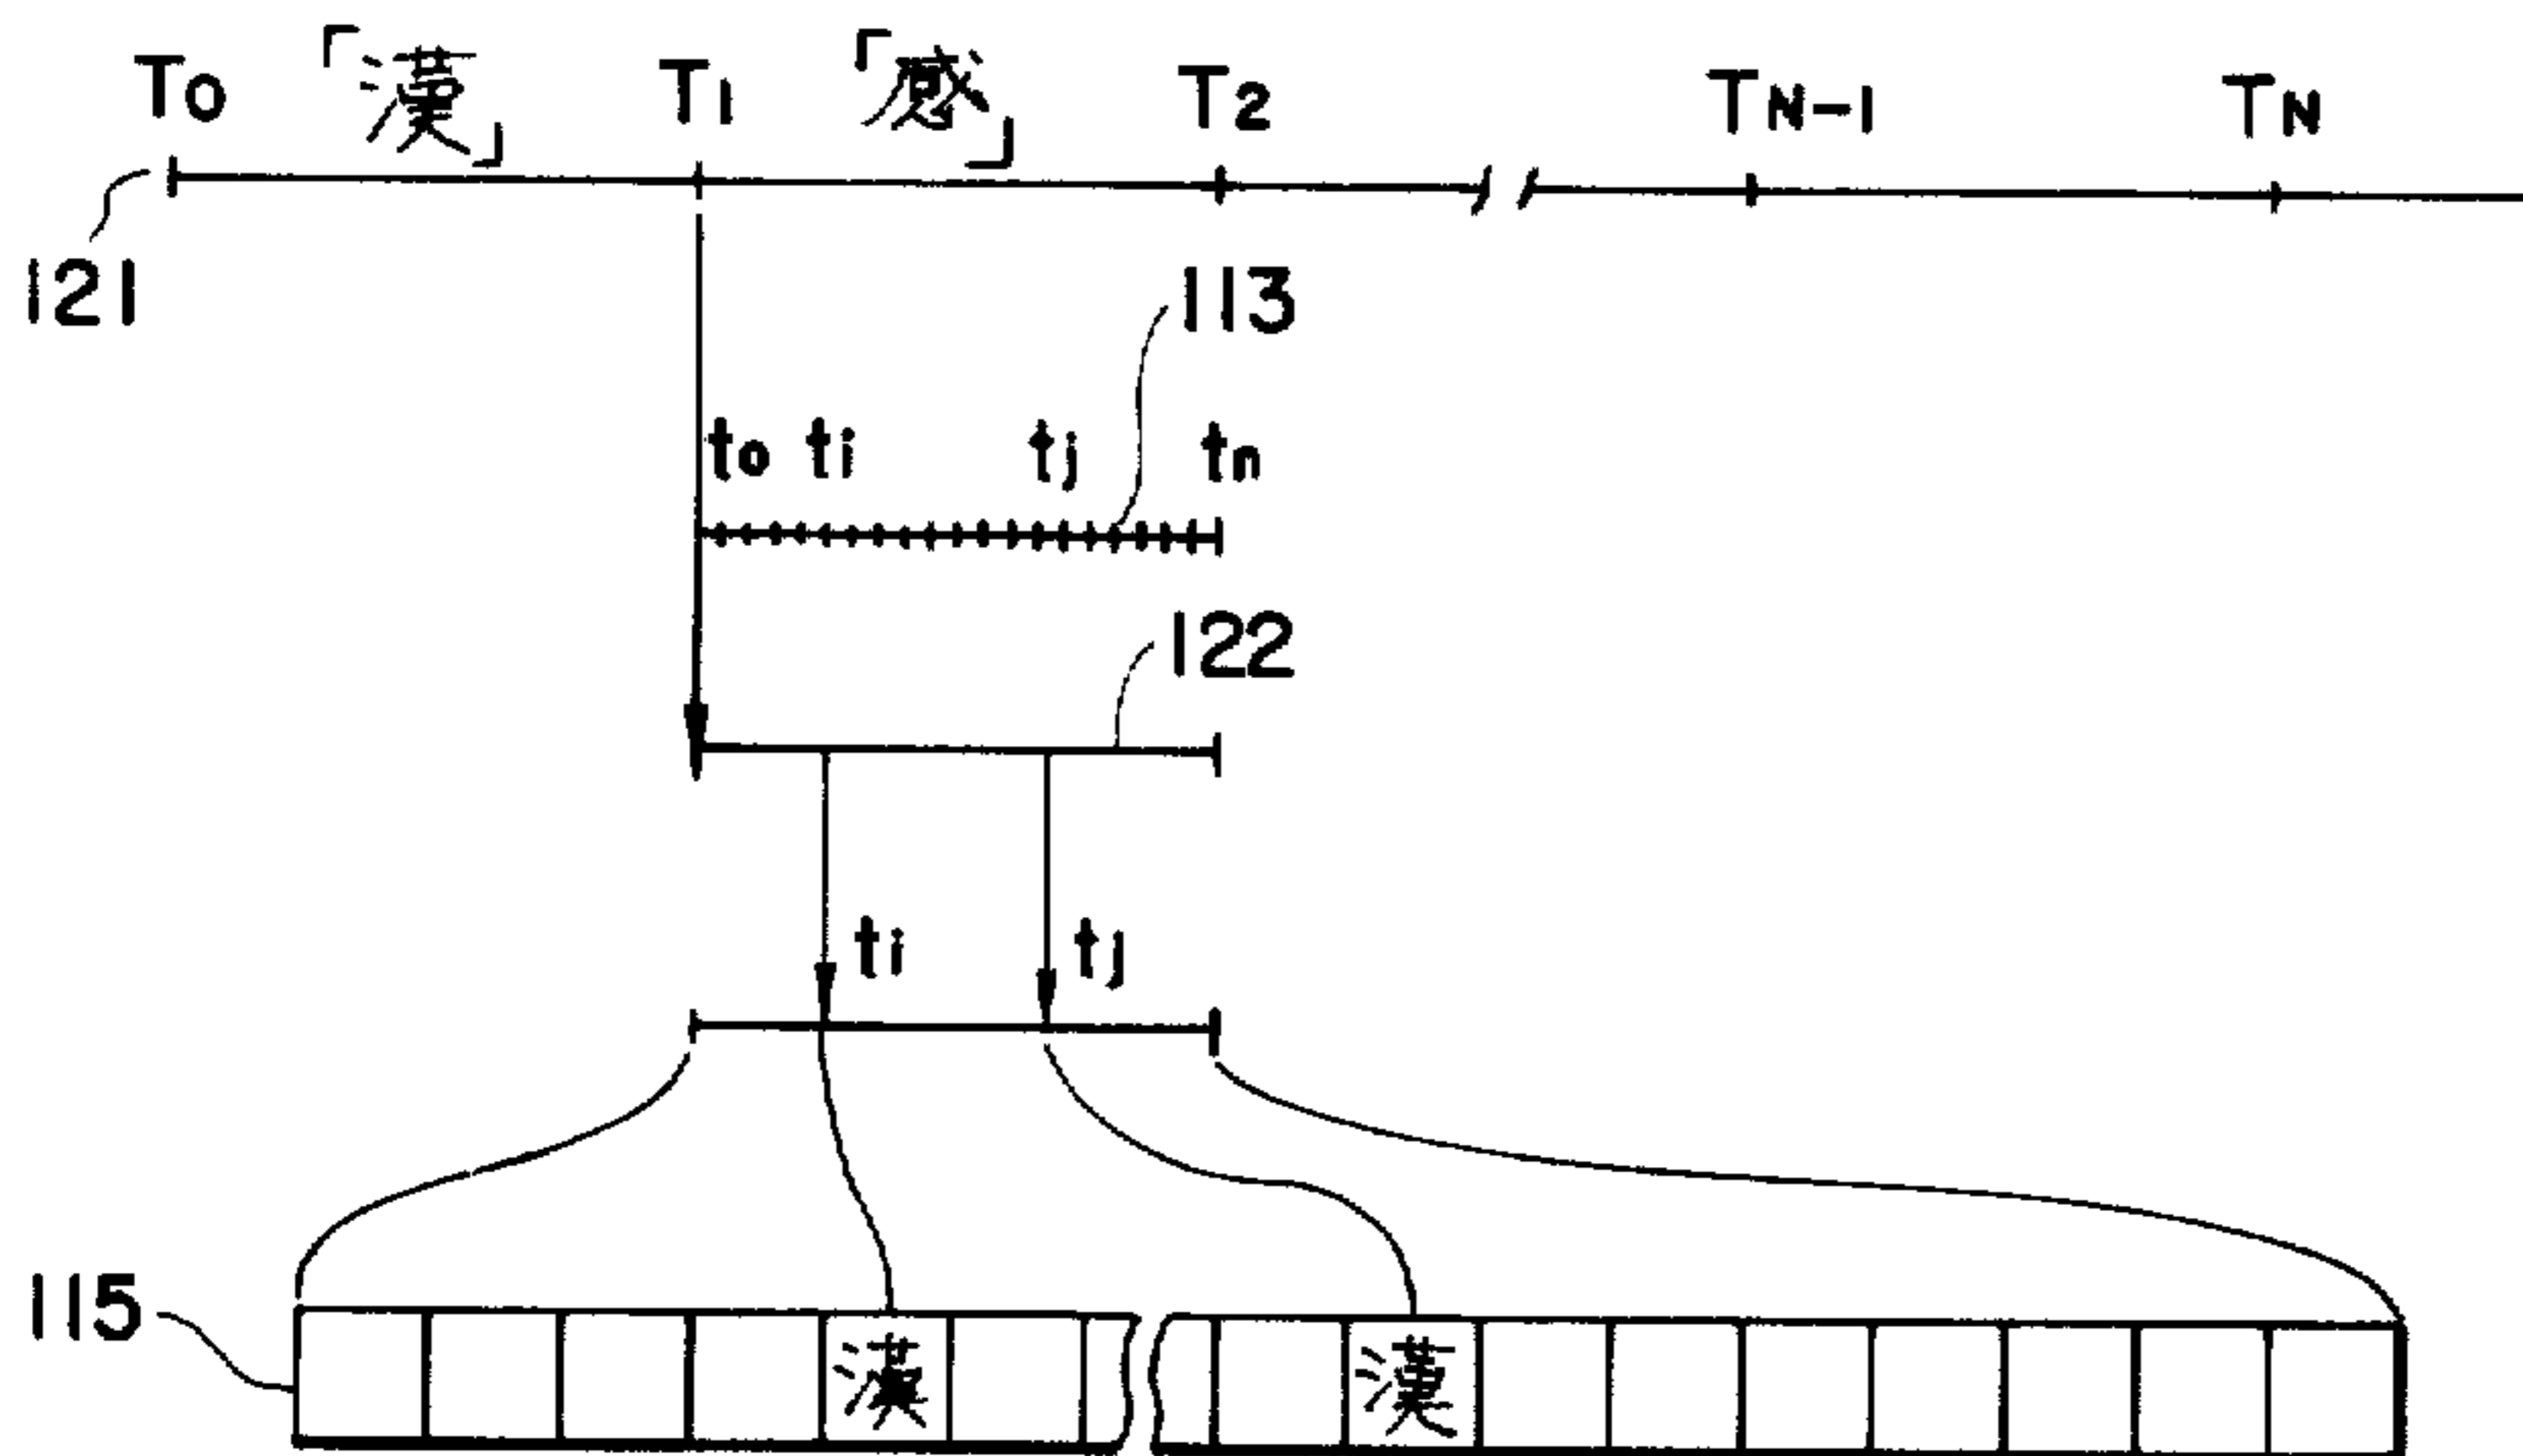 T0 「漢」 T1 「感」 T2 TN-1 TN
121
113
t0 ti tj tn
122
ti tj
115
漢 漢